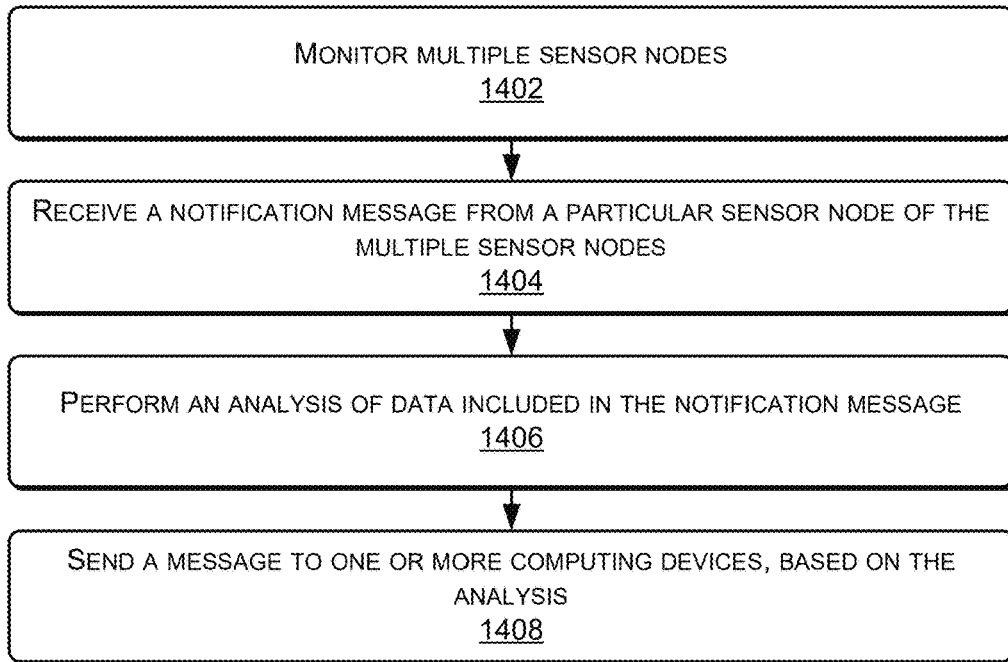 MONITOR MULTIPLE SENSOR NODES
1402
RECEIVE A NOTIFICATION MESSAGE FROM A PARTICULAR SENSOR NODE OF THE
MULTIPLE SENSOR NODES
1404
PERFORM AN ANALYSIS OF DATA INCLUDED IN THE NOTIFICATION MESSAGE
1406
SEND A MESSAGE TO ONE OR MORE COMPUTING DEVICES, BASED ON THE
ANALYSIS
1408